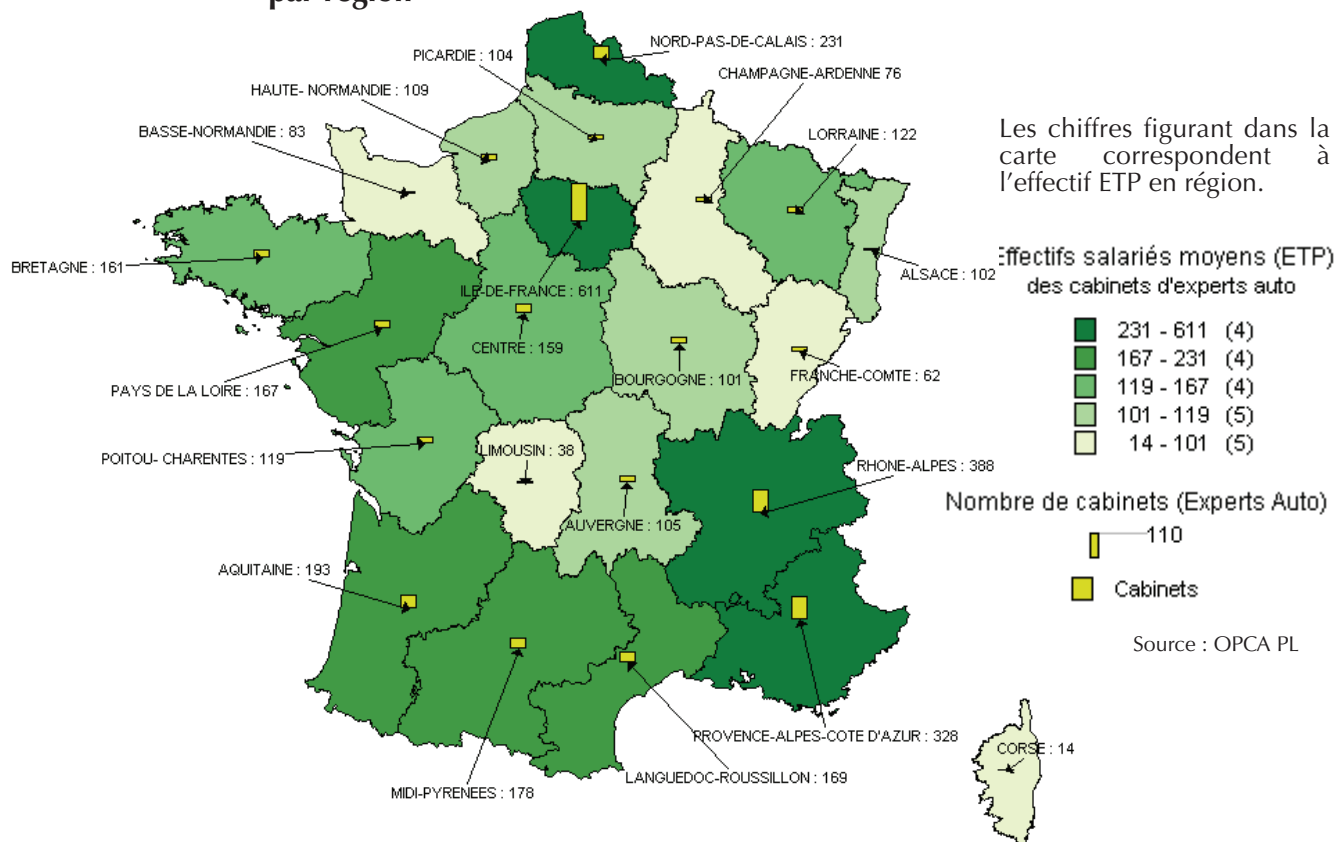 par région
NORD-PAS-DE-CALAIS : 231
PICARDIE : 104
CHAMPAGNE-ARDENNE 76
HAUTE- NORMANDIE : 109
BASSE-NORMANDIE : 83
LORRAINE : 122
Les chiffres figurant dans la
carte correspondent à
l'effectif ETP en région.
BRETAGNE : 161
ALSACE : 102
ILE-DE-FRANCE : 611
CENTRE : 159
BOURGOGNE : 101
FRANCHE-COMTE : 62
PAYS DE LA LOIRE : 167
POITOU- CHARENTES : 119
LIMOUSIN : 38
RHONE-ALPES : 388
AUVERGNE : 105
AQUITAINE : 193
PROVENCE-ALPES-COTE D'AZUR : 328
LANGUEDOC-ROUSSILLON : 169
MIDI-PYRENEES : 178
CORSE : 14
Effectifs salariés moyens (ETP)
des cabinets d'experts auto
231 - 611 (4)
167 - 231 (4)
119 - 167 (4)
101 - 119 (5)
14 - 101 (5)
Nombre de cabinets (Experts Auto)
110
Cabinets
Source : OPCA PL